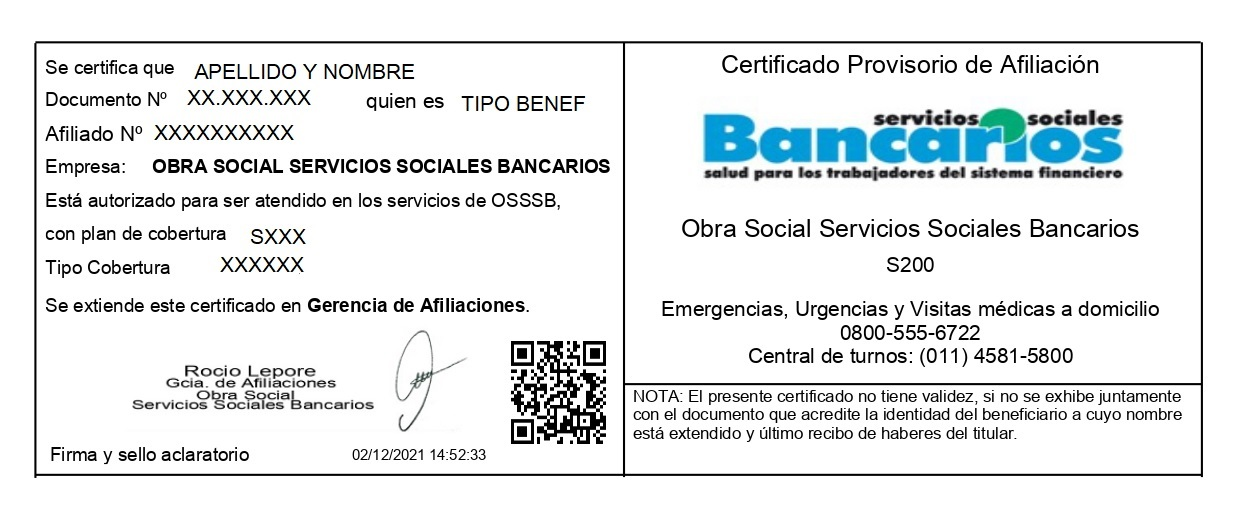 Se certifica que APELLIDO Y NOMBRE
Documento Nº XX.XXX.XXX quien es TIPO BENEF
Afiliado Nº XXXXXXXXXX
Empresa: OBRA SOCIAL SERVICIOS SOCIALES BANCARIOS
Está autorizado para ser atendido en los servicios de OSSSB,
con plan de cobertura SXXX
Tipo Cobertura XXXXXX
Se extiende este certificado en Gerencia de Afiliaciones.
Rocio Lepore
Gcia. de Afiliaciones
Obra Social
Servicios Sociales Bancarios
Firma y sello aclaratorio 02/12/2021 14:52:33
Certificado Provisorio de Afiliación
servicios sociales
Bancarios
salud para los trabajadores del sistema financiero
Obra Social Servicios Sociales Bancarios
S200
Emergencias, Urgencias y Visitas médicas a domicilio
0800-555-6722
Central de turnos: (011) 4581-5800
NOTA: El presente certificado no tiene validez, si no se exhibe juntamente
con el documento que acredite la identidad del beneficiario a cuyo nombre
está extendido y último recibo de haberes del titular.